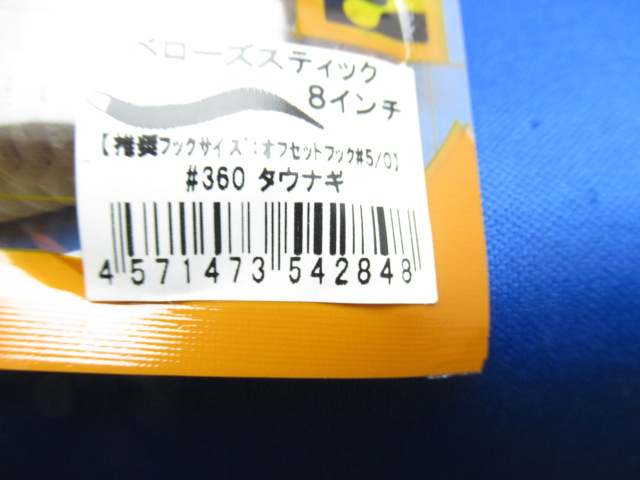 ベローズスティック
8インチ
【推奨フックサイズ:オフセットフック#5/0】
#360 タウナギ
4 571473 542848